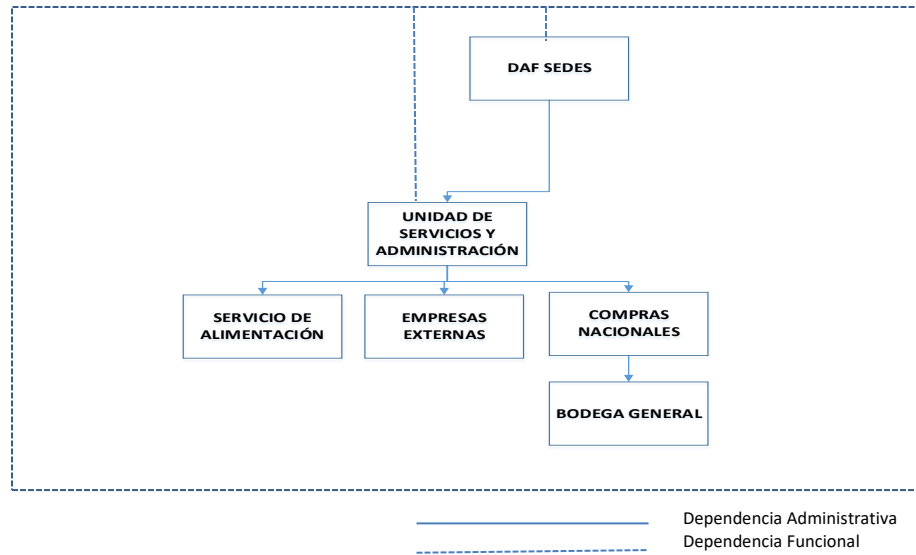 DAF SEDES
UNIDAD DE
SERVICIOS Y
ADMINISTRACIÓN
SERVICIO DE
ALIMENTACIÓN
EMPRESAS
EXTERNAS
COMPRAS
NACIONALES
BODEGA GENERAL
Dependencia Administrativa
Dependencia Funcional